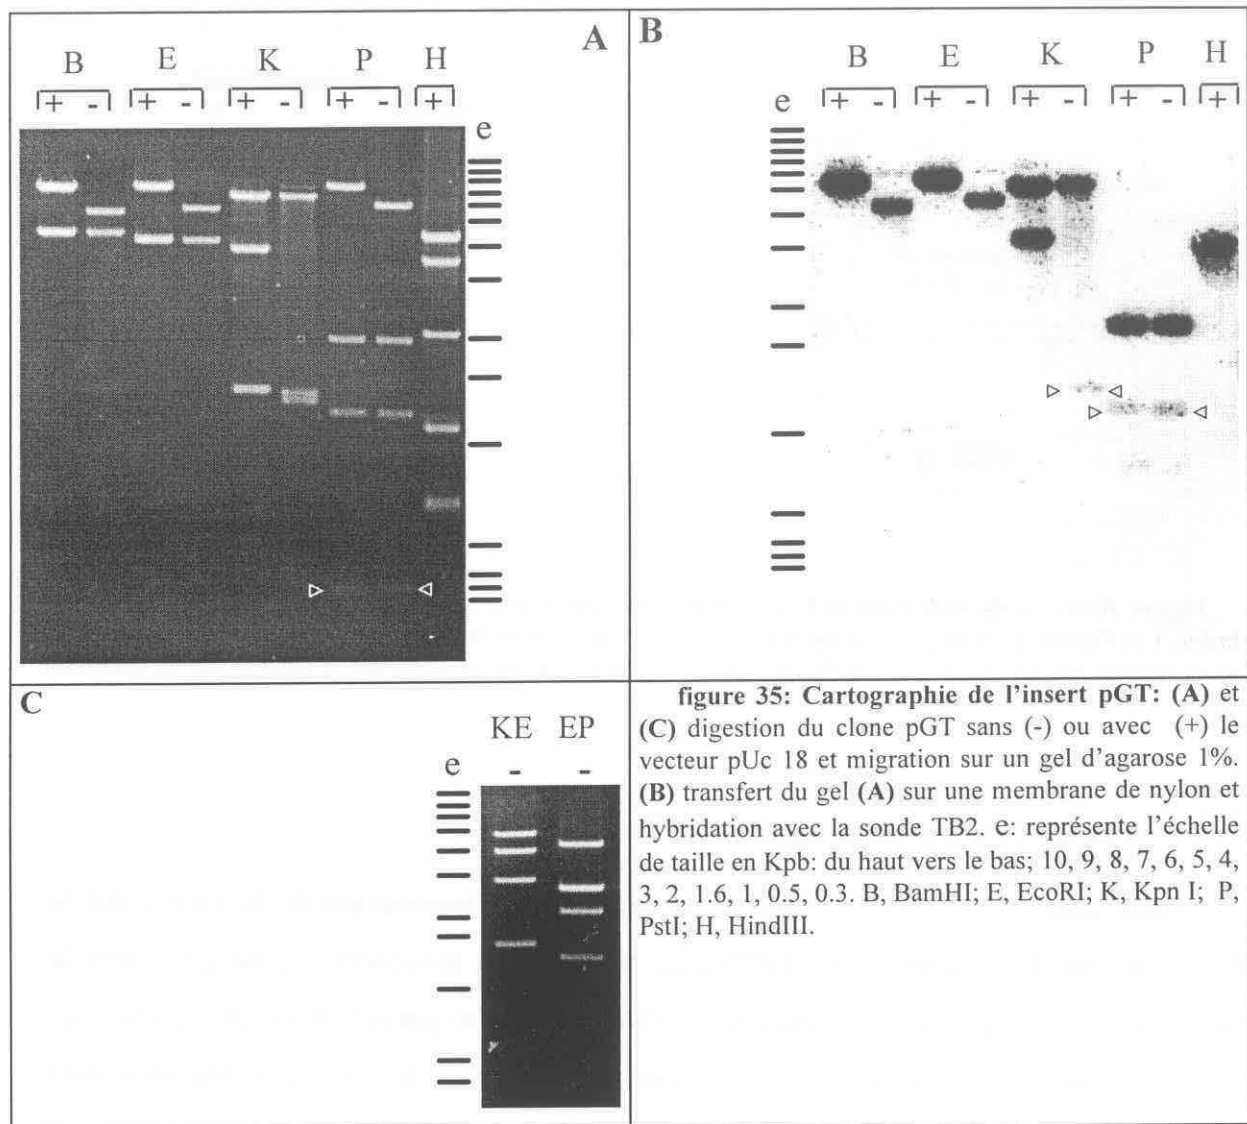 A
B E K P H
+ - + - + - + - +
e
B
B E K P H
e + - + - + - + - +
C
KE EP
e - -
figure 35: Cartographie de l'insert pGT: (A) et
(C) digestion du clone pGT sans (-) ou avec (+) le
vecteur pUc 18 et migration sur un gel d'agarose 1%.
(B) transfert du gel (A) sur une membrane de nylon et
hybridation avec la sonde TB2. e: représente l'échelle
de taille en Kpb: du haut vers le bas; 10, 9, 8, 7, 6, 5, 4,
3, 2, 1.6, 1, 0.5, 0.3. B, BamHI; E, EcoRI; K, Kpn I; P,
PstI; H, HindIII.